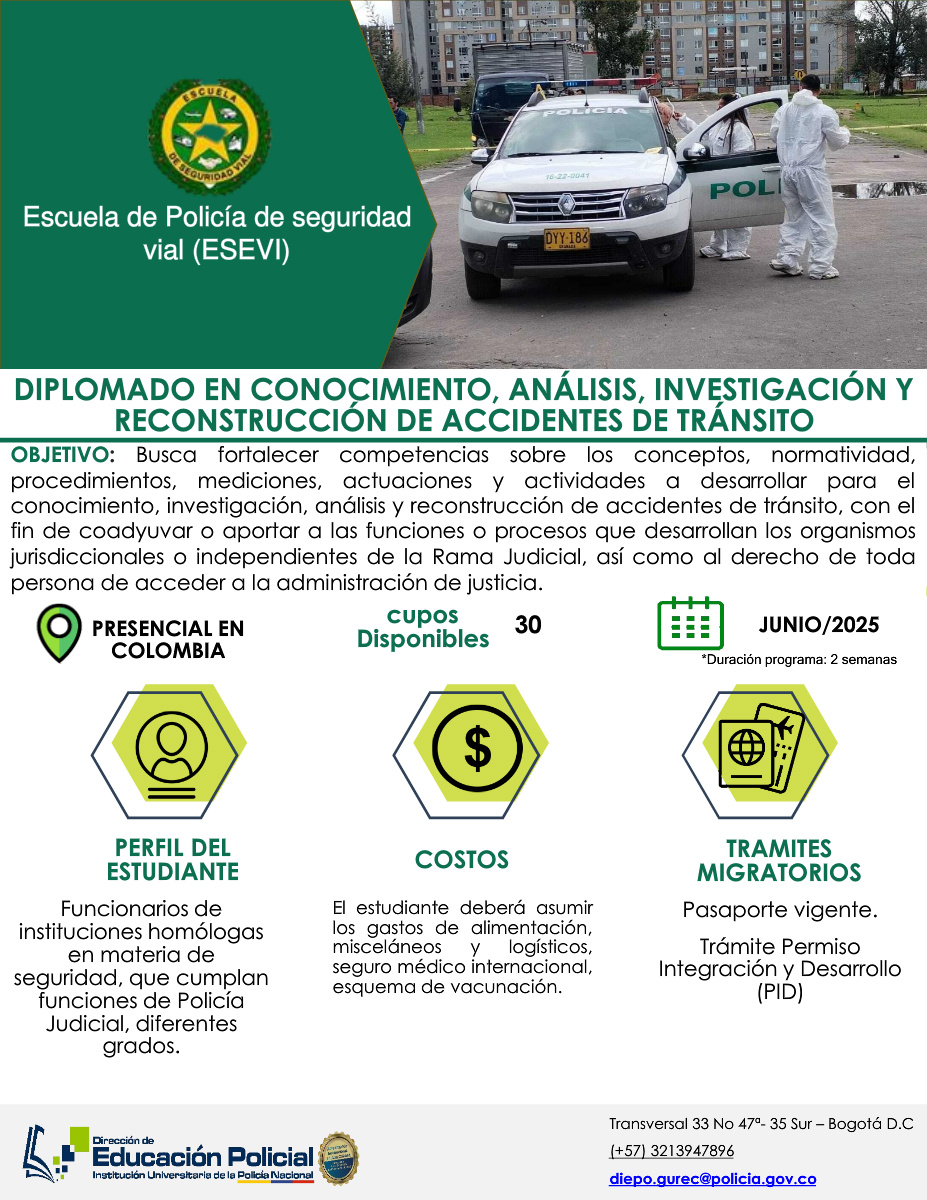 ESCUELA
DE SEGURIDAD VIAL
Escuela de Policía de seguridad
vial (ESEVI)
POLICIA
16-22-0041
POLI
DYY-186
DIPLOMADO EN CONOCIMIENTO, ANÁLISIS, INVESTIGACIÓN Y
RECONSTRUCCIÓN DE ACCIDENTES DE TRÁNSITO
OBJETIVO: Busca fortalecer competencias sobre los conceptos, normatividad,
procedimientos, mediciones, actuaciones y actividades a desarrollar para el
conocimiento, investigación, análisis y reconstrucción de accidentes de tránsito, con el
fin de coadyuvar o aportar a las funciones o procesos que desarrollan los organismos
jurisdiccionales o independientes de la Rama Judicial, así como al derecho de toda
persona de acceder a la administración de justicia.
PRESENCIAL EN
COLOMBIA
cupos
Disponibles
30
JUNIO/2025
*Duración programa: 2 semanas
$
PERFIL DEL
ESTUDIANTE
Funcionarios de
instituciones homólogas
en materia de
seguridad, que cumplan
funciones de Policía
Judicial, diferentes
grados.
COSTOS
El estudiante deberá asumir
los gastos de alimentación,
misceláneos y logísticos,
seguro médico internacional,
esquema de vacunación.
TRAMITES
MIGRATORIOS
Pasaporte vigente.
Trámite Permiso
Integración y Desarrollo
(PID)
Dirección de
Educación Policial
Institución Universitaria de la Policía Nacional
Transversal 33 No 47ª- 35 Sur – Bogotá D.C
(+57) 3213947896
diepo.gurec@policia.gov.co